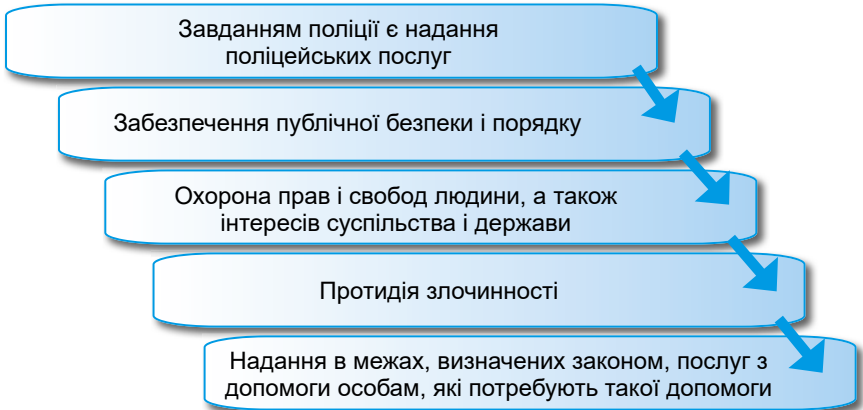 Завданням поліції є надання
поліцейських послуг
Забезпечення публічної безпеки і порядку
Охорона прав і свобод людини, а також
інтересів суспільства і держави
Протидія злочинності
Надання в межах, визначених законом, послуг з
допомоги особам, які потребують такої допомоги